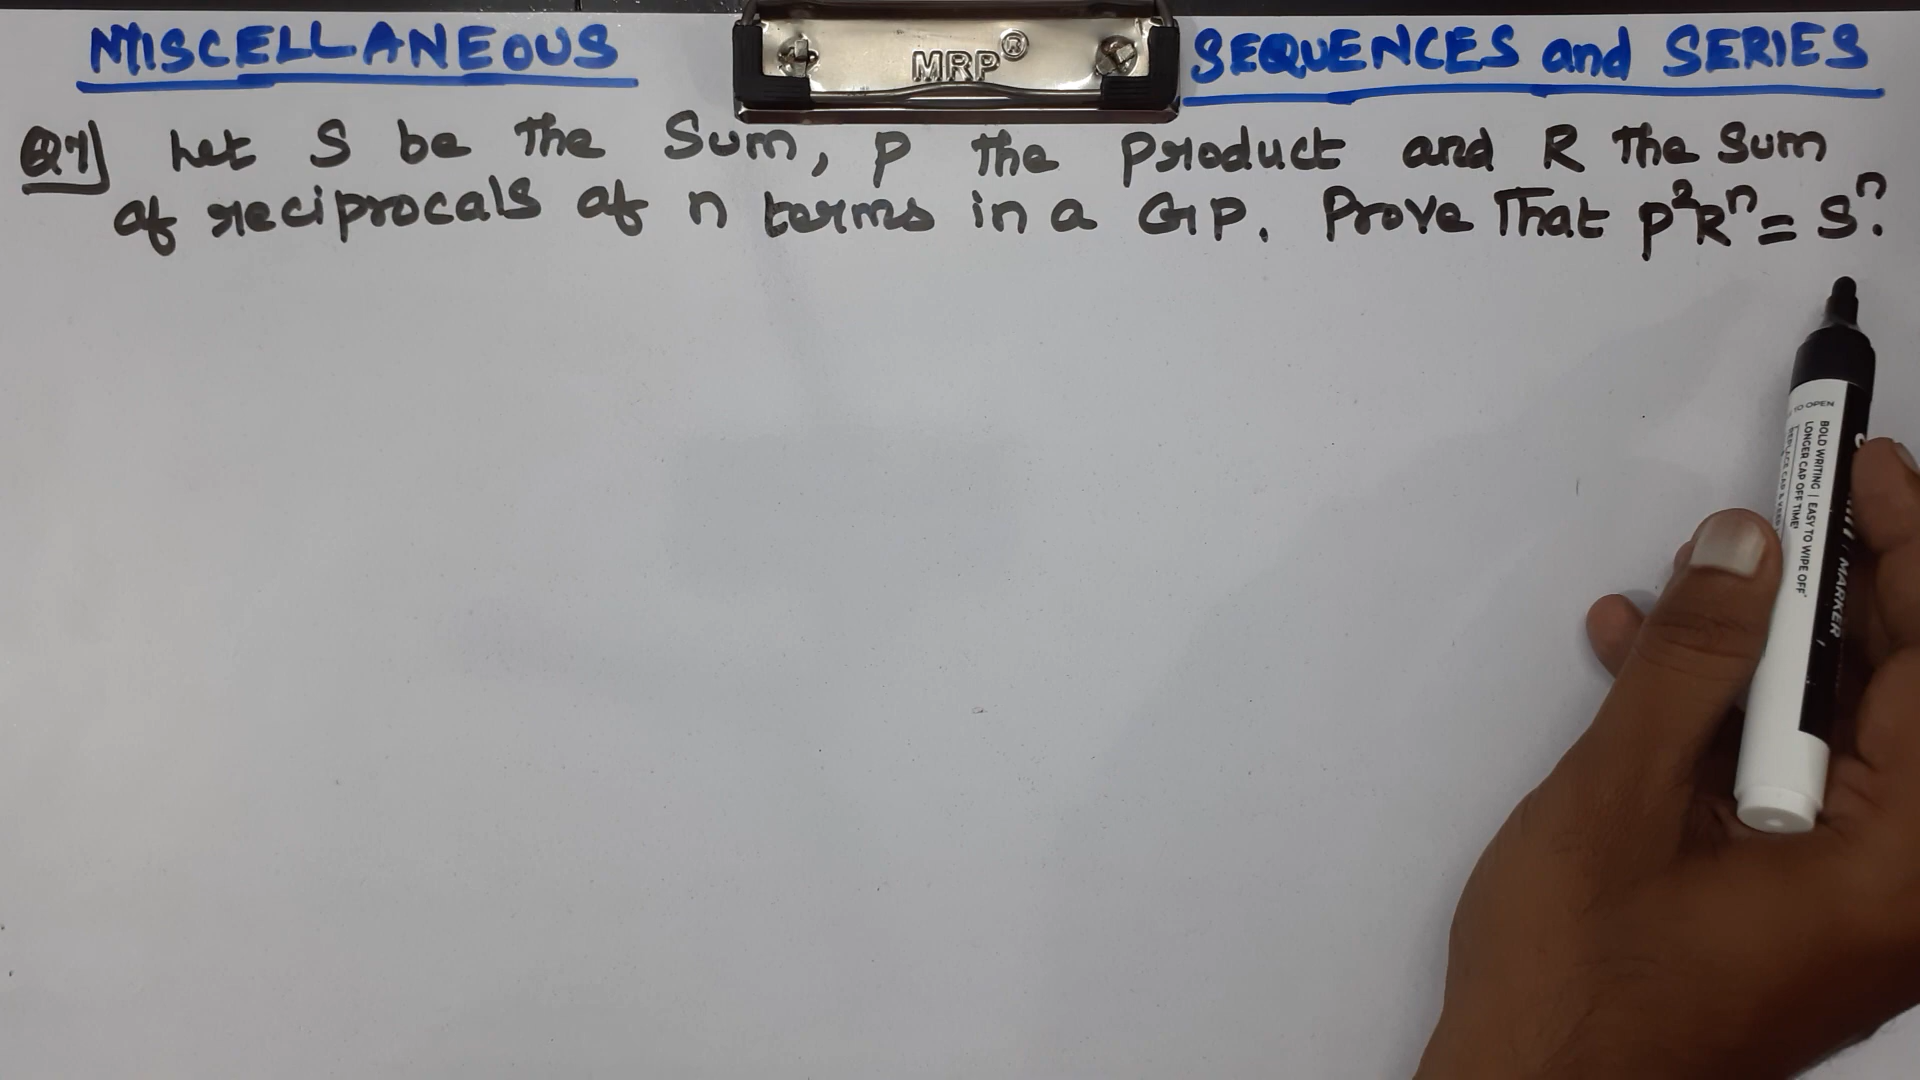 MISCELLANEOUS
MRP®
SEQUENCES and SERIES
Q7] Let S be the Sum, P the Product and R the Sum
of reciprocals of n terms in a GP. Prove That P²Rⁿ = Sⁿ.
TO OPEN
BOLD WRITING | EASY TO WIPE OFF*
LONGER CAP OFF TIME!
MARKER